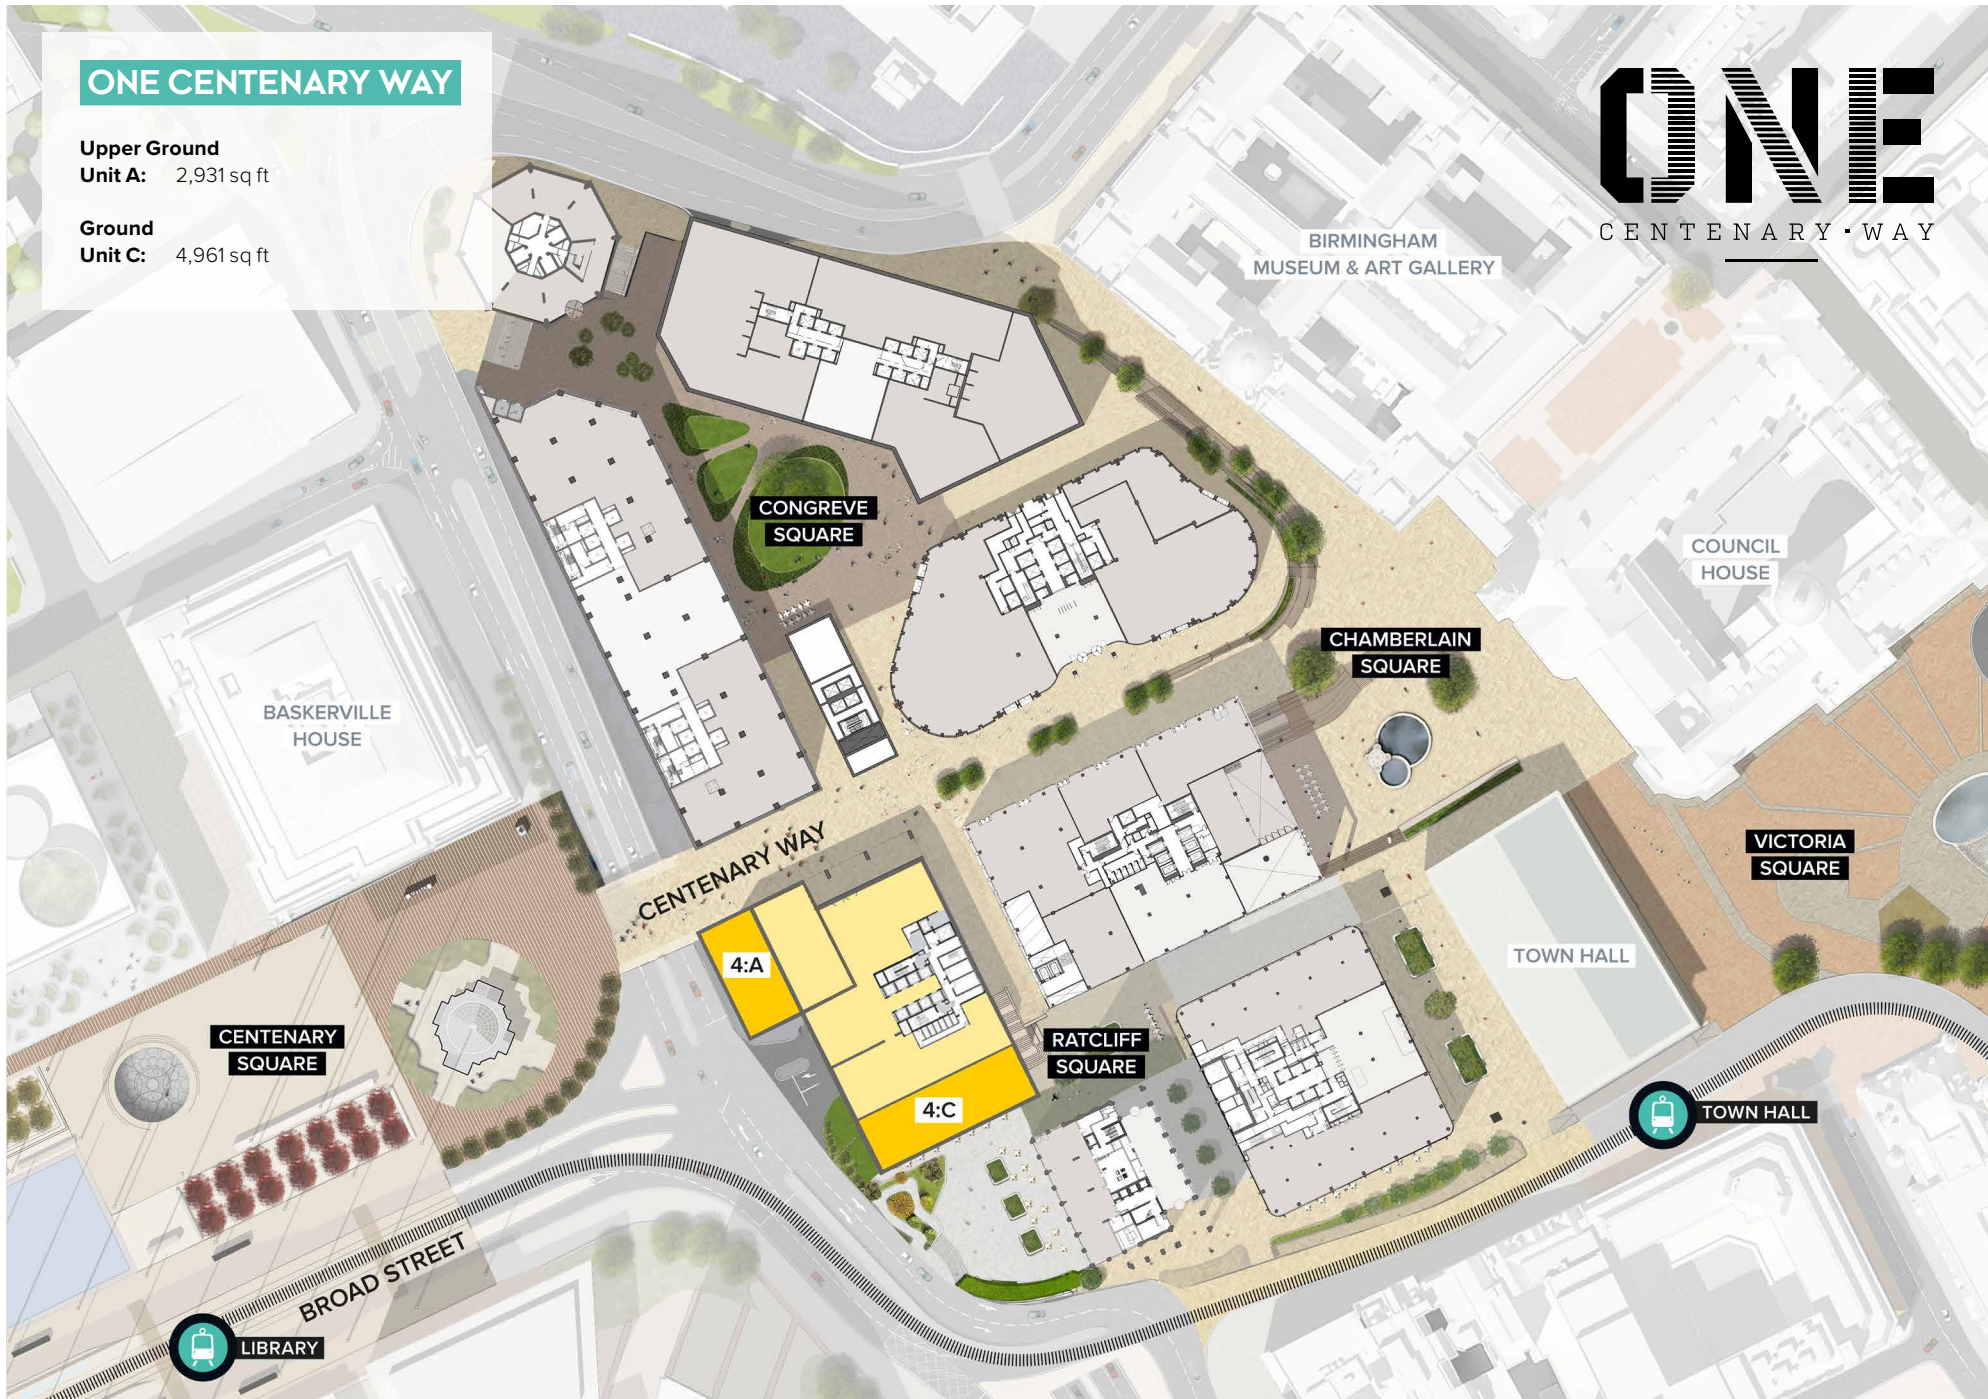 ONE CENTENARY WAY
Upper Ground
Unit A: 2,931 sq ft
Ground
Unit C: 4,961 sq ft
ONE
CENTENARY·WAY
BIRMINGHAM
MUSEUM & ART GALLERY
CONGREVE
SQUARE
COUNCIL
HOUSE
CHAMBERLAIN
SQUARE
BASKERVILLE
HOUSE
CENTENARY WAY
VICTORIA
SQUARE
4:A
TOWN HALL
CENTENARY
SQUARE
RATCLIFF
SQUARE
4:C
TOWN HALL
BROAD STREET
LIBRARY